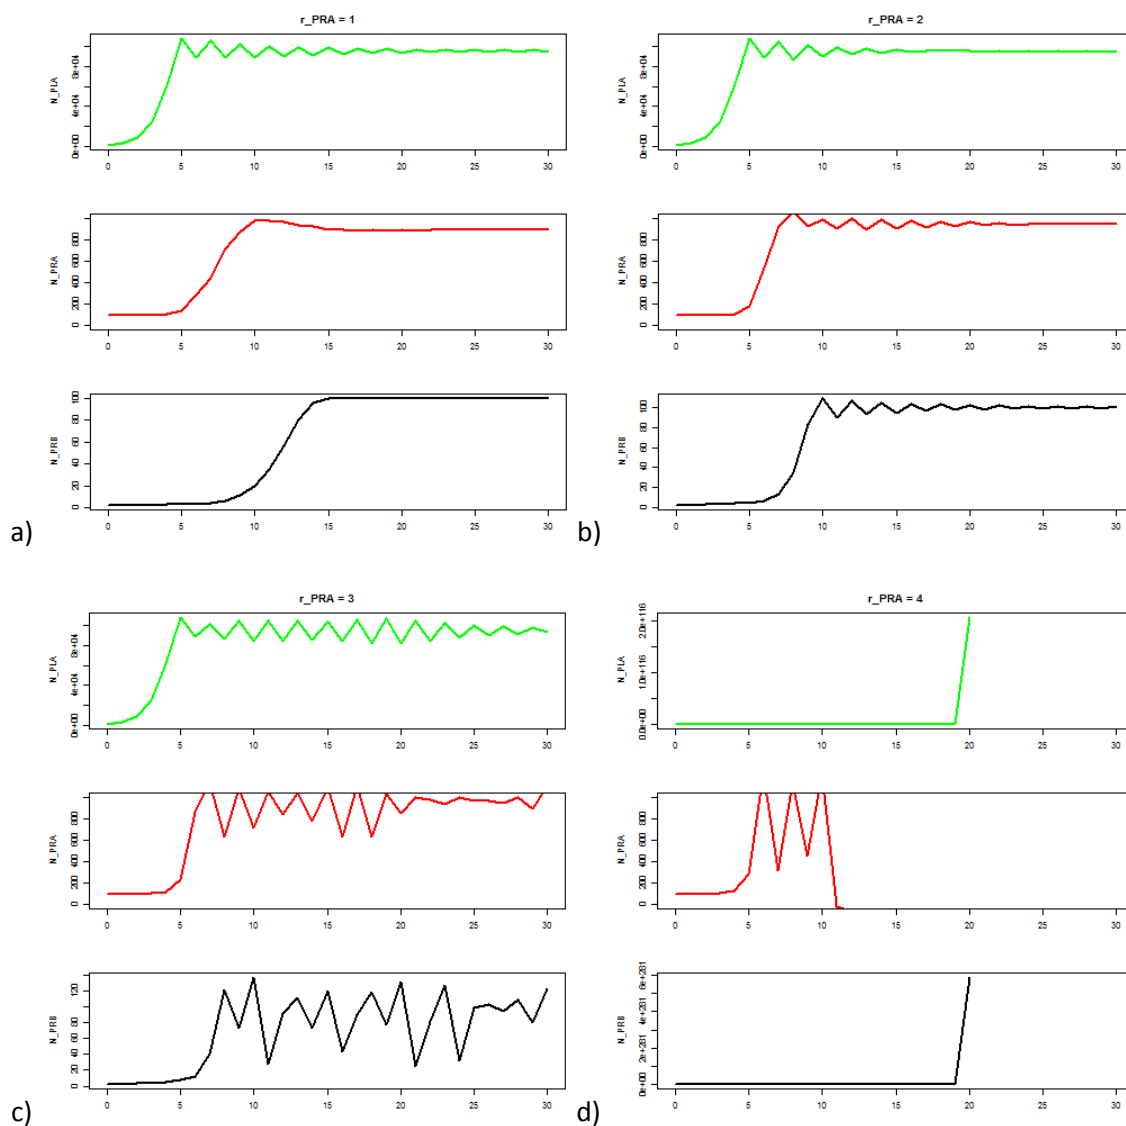 r_PRA = 1
N_PLA
0e+00 4e+04 8e+04
0 5 10 15 20 25 30
N_PRA
0 200 400 600 800
0 5 10 15 20 25 30
N_PRB
0 20 40 60 80 100
0 5 10 15 20 25 30
a)
r_PRA = 2
N_PLA
0e+00 4e+04 8e+04
0 5 10 15 20 25 30
N_PRA
0 200 400 600 800
0 5 10 15 20 25 30
N_PRB
0 20 40 60 80 100
0 5 10 15 20 25 30
b)
r_PRA = 3
N_PLA
0e+00 4e+04 8e+04
0 5 10 15 20 25 30
N_PRA
0 200 400 600 800
0 5 10 15 20 25 30
N_PRB
0 20 40 60 80 120
0 5 10 15 20 25 30
c)
r_PRA = 4
N_PLA
0.0e+00 1.0e+116 2.0e+116
0 5 10 15 20 25 30
N_PRA
0 200 400 600 800
0 5 10 15 20 25 30
N_PRB
0e+00 2e+281 4e+281 6e+281
0 5 10 15 20 25 30
d)